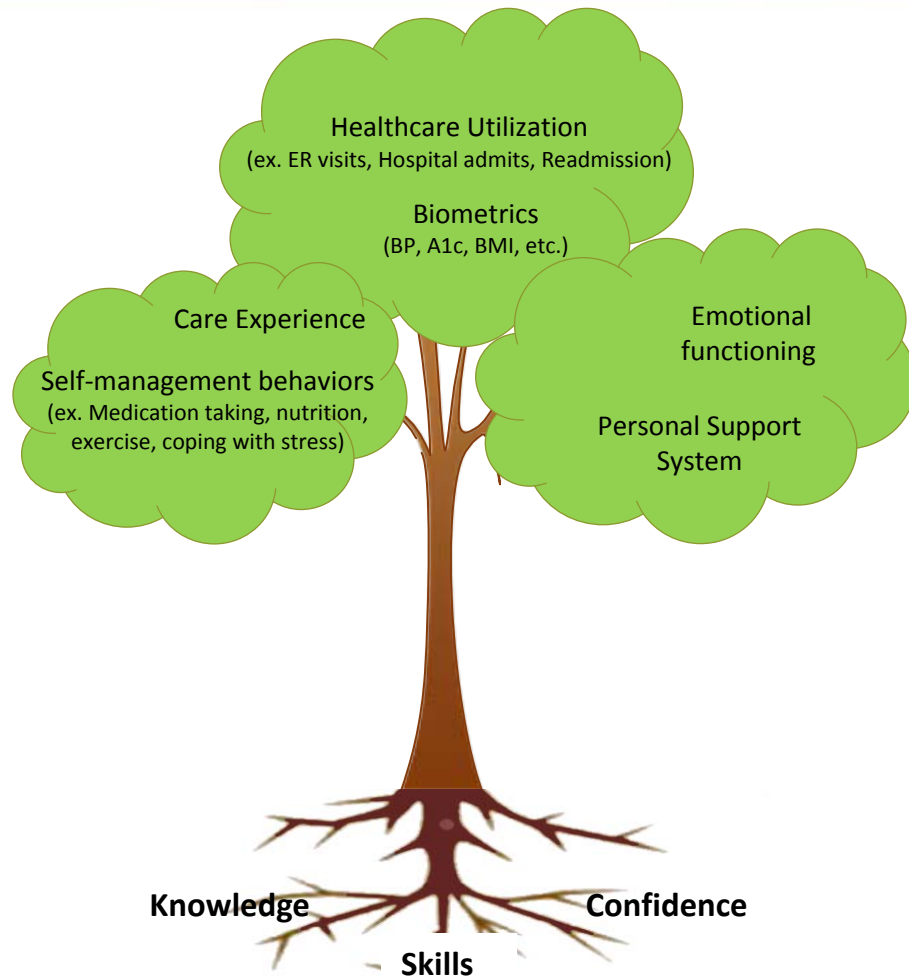 Healthcare Utilization
(ex. ER visits, Hospital admits, Readmission)
Biometrics
(BP, A1c, BMI, etc.)
Care Experience
Self-management behaviors
(ex. Medication taking, nutrition,
exercise, coping with stress)
Emotional
functioning
Personal Support
System
Knowledge
Confidence
Skills